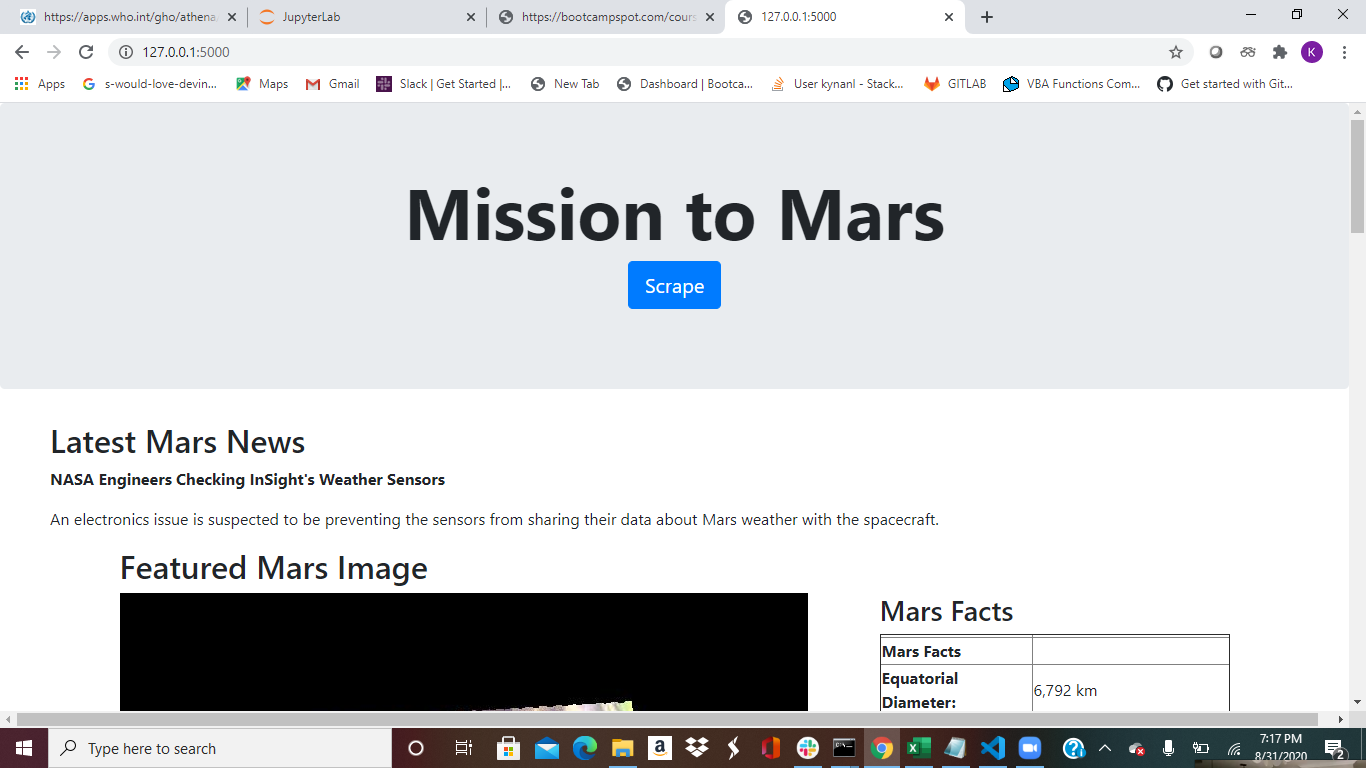 https://apps.who.int/gho/athena
JupyterLab
https://bootcampspot.com/cours
127.0.0.1:5000
127.0.0.1:5000
K
Apps
s-would-love-devin...
Maps
Gmail
Slack | Get Started |...
New Tab
Dashboard | Bootca...
User kynanl - Stack...
GITLAB
VBA Functions Com...
Get started with Git...
Mission to Mars
Scrape
Latest Mars News
NASA Engineers Checking InSight's Weather Sensors
An electronics issue is suspected to be preventing the sensors from sharing their data about Mars weather with the spacecraft.
Featured Mars Image
Mars Facts
Mars Facts
Equatorial
Diameter:
6,792 km
Type here to search
7:17 PM
8/31/2020
2